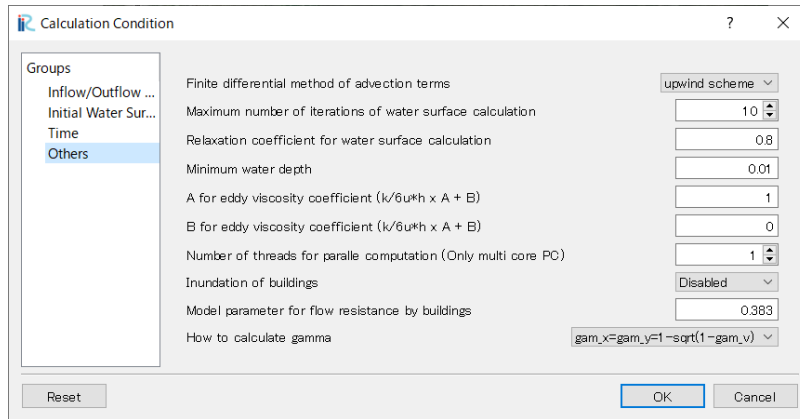 iRIC Calculation Condition ? ×
Groups
Inflow/Outflow ...
Initial Water Sur...
Time
Others
Finite differential method of advection terms upwind scheme
Maximum number of iterations of water surface calculation 10
Relaxation coefficient for water surface calculation 0.8
Minimum water depth 0.01
A for eddy viscosity coefficient (k/6u*h x A + B) 1
B for eddy viscosity coefficient (k/6u*h x A + B) 0
Number of threads for paralle computation (Only multi core PC) 1
Inundation of buildings Disabled
Model parameter for flow resistance by buildings 0.383
How to calculate gamma gam_x=gam_y=1-sqrt(1-gam_v)
Reset OK Cancel